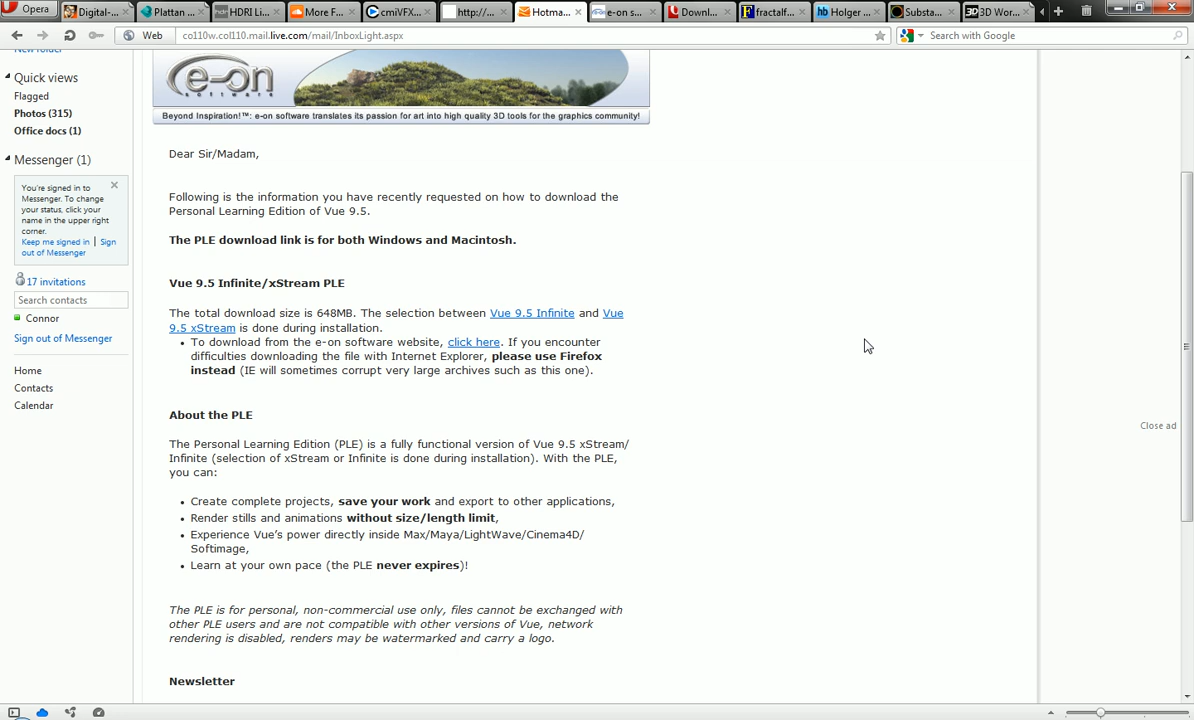 Opera
Digital-...
Plattan ...
HDRI Li...
More F...
cmiVFX...
http://...
Hotma...
e-on s...
Downl...
fractalf...
Holger ...
Substa...
3D Wor...
Web
co110w.col110.mail.live.com/mail/InboxLight.aspx
Search with Google
New folder
Quick views
Flagged
Photos (315)
Office docs (1)
Messenger (1)
You're signed in to
Messenger. To change
your status, click your
name in the upper right
corner.
Keep me signed in | Sign
out of Messenger
17 invitations
Search contacts
Connor
Sign out of Messenger
Home
Contacts
Calendar
e-on
software
Beyond Inspiration!™: e-on software translates its passion for art into high quality 3D tools for the graphics community!
Dear Sir/Madam,
Following is the information you have recently requested on how to download the
Personal Learning Edition of Vue 9.5.
The PLE download link is for both Windows and Macintosh.
Vue 9.5 Infinite/xStream PLE
The total download size is 648MB. The selection between Vue 9.5 Infinite and Vue
9.5 xStream is done during installation.
• To download from the e-on software website, click here. If you encounter
difficulties downloading the file with Internet Explorer, please use Firefox
instead (IE will sometimes corrupt very large archives such as this one).
About the PLE
The Personal Learning Edition (PLE) is a fully functional version of Vue 9.5 xStream/
Infinite (selection of xStream or Infinite is done during installation). With the PLE,
you can:
• Create complete projects, save your work and export to other applications,
• Render stills and animations without size/length limit,
• Experience Vue's power directly inside Max/Maya/LightWave/Cinema4D/
Softimage,
• Learn at your own pace (the PLE never expires)!
The PLE is for personal, non-commercial use only, files cannot be exchanged with
other PLE users and are not compatible with other versions of Vue, network
rendering is disabled, renders may be watermarked and carry a logo.
Newsletter
Close ad